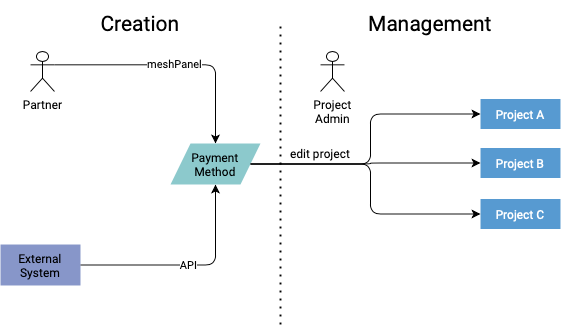 Creation
Management
meshPanel
Partner
Project
Admin
Project A
Payment
Method
edit project
Project B
Project C
External
System
API